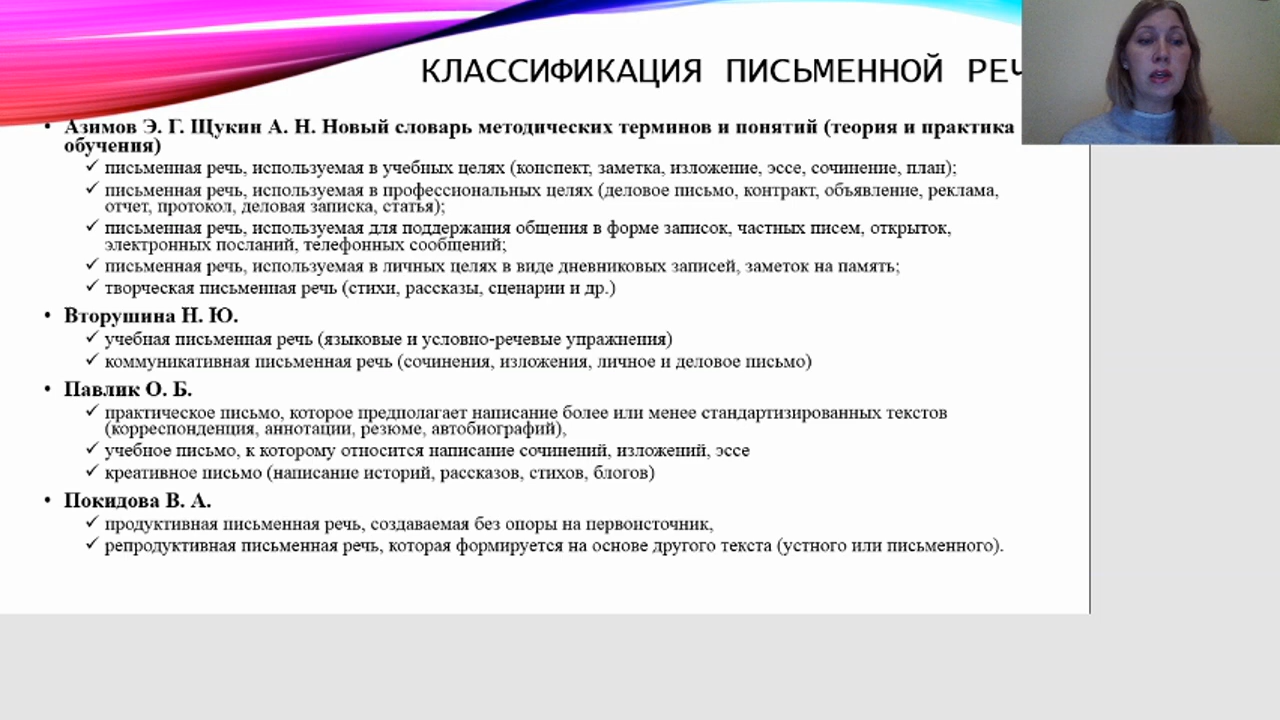 КЛАССИФИКАЦИЯ ПИСЬМЕННОЙ РЕЧ
• Азимов Э. Г. Щукин А. Н. Новый словарь методических терминов и понятий (теория и практика
обучения)
✓ письменная речь, используемая в учебных целях (конспект, заметка, изложение, эссе, сочинение, план);
✓ письменная речь, используемая в профессиональных целях (деловое письмо, контракт, объявление, реклама,
отчет, протокол, деловая записка, статья);
✓ письменная речь, используемая для поддержания общения в форме записок, частных писем, открыток,
электронных посланий, телефонных сообщений;
✓ письменная речь, используемая в личных целях в виде дневниковых записей, заметок на память;
✓ творческая письменная речь (стихи, рассказы, сценарии и др.)
• Вторушина Н. Ю.
✓ учебная письменная речь (языковые и условно-речевые упражнения)
✓ коммуникативная письменная речь (сочинения, изложения, личное и деловое письмо)
• Павлик О. Б.
✓ практическое письмо, которое предполагает написание более или менее стандартизированных текстов
(корреспонденция, аннотации, резюме, автобиографий),
✓ учебное письмо, к которому относится написание сочинений, изложений, эссе
✓ креативное письмо (написание историй, рассказов, стихов, блогов)
• Покидова В. А.
✓ продуктивная письменная речь, создаваемая без опоры на первоисточник,
✓ репродуктивная письменная речь, которая формируется на основе другого текста (устного или письменного).